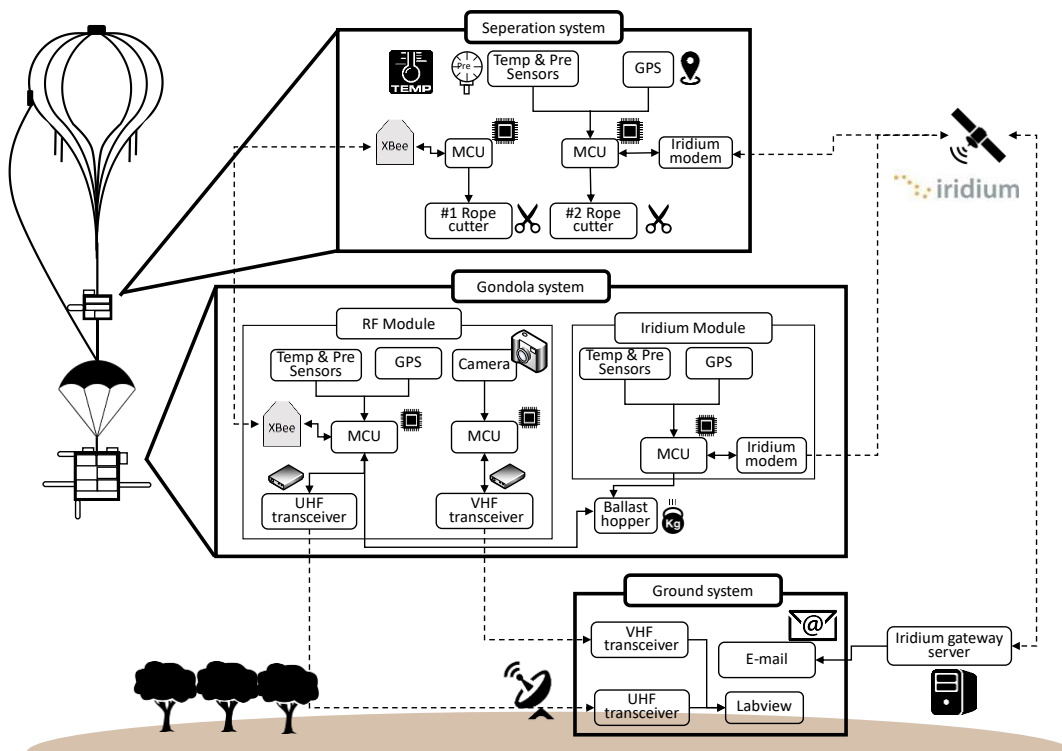 Seperation system
TEMP
Pre
Temp & Pre
Sensors
GPS
XBee
MCU
MCU
Iridium
modem
#1 Rope
cutter
#2 Rope
cutter
iridium
Gondola system
RF Module
Iridium Module
Temp & Pre
Sensors
GPS
Camera
Temp & Pre
Sensors
GPS
XBee
MCU
MCU
MCU
Iridium
modem
UHF
transceiver
VHF
transceiver
Ballast
hopper
Kg
Ground system
VHF
transceiver
@
E-mail
Iridium gateway
server
UHF
transceiver
Labview